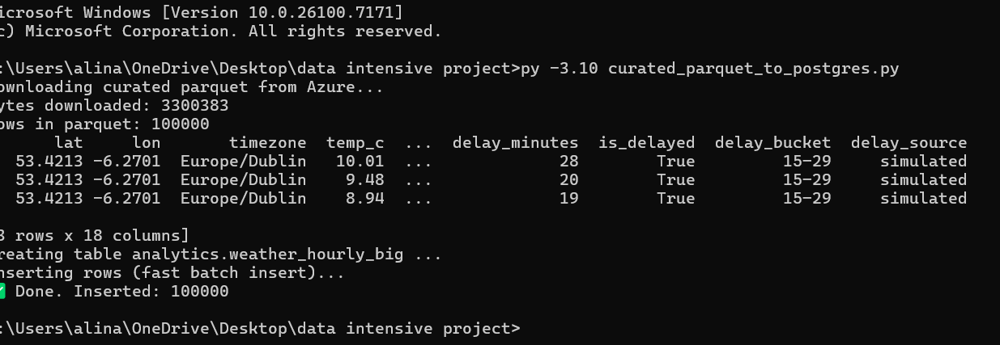 icrosoft Windows [Version 10.0.26100.7171]
c) Microsoft Corporation. All rights reserved.
:\Users\alina\OneDrive\Desktop\data intensive project>py -3.10 curated_parquet_to_postgres.py
ownloading curated parquet from Azure...
ytes downloaded: 3300383
ows in parquet: 100000
lat lon timezone temp_c ... delay_minutes is_delayed delay_bucket delay_source
53.4213 -6.2701 Europe/Dublin 10.01 ... 28 True 15-29 simulated
53.4213 -6.2701 Europe/Dublin 9.48 ... 20 True 15-29 simulated
53.4213 -6.2701 Europe/Dublin 8.94 ... 19 True 15-29 simulated
3 rows x 18 columns]
reating table analytics.weather_hourly_big ...
nserting rows (fast batch insert)...
✅ Done. Inserted: 100000
:\Users\alina\OneDrive\Desktop\data intensive project>